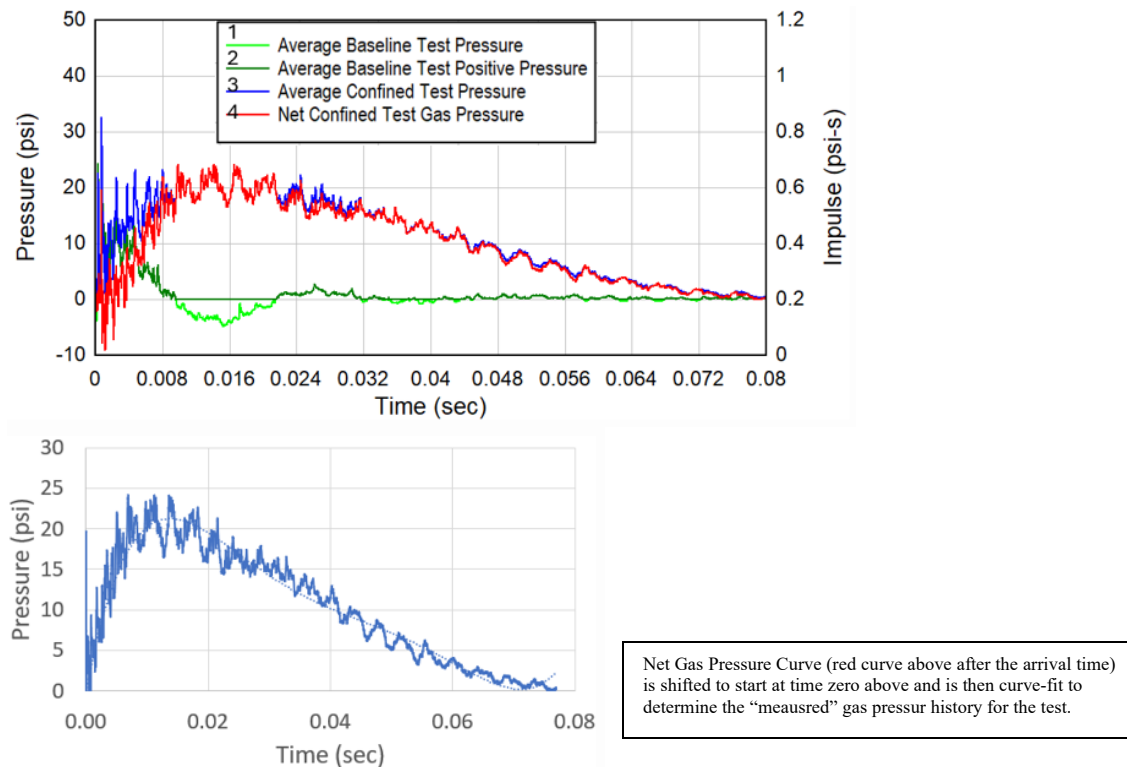 50
40
30
20
10
0
-10
Pressure (psi)
1 Average Baseline Test Pressure
2 Average Baseline Test Positive Pressure
3 Average Confined Test Pressure
4 Net Confined Test Gas Pressure
1.2
1
0.8
0.6
0.4
0.2
0
Impulse (psi-s)
0 0.008 0.016 0.024 0.032 0.04 0.048 0.056 0.064 0.072 0.08
Time (sec)
30
25
20
15
10
5
0
Pressure (psi)
0.00 0.02 0.04 0.06 0.08
Time (sec)
Net Gas Pressure Curve (red curve above after the arrival time)
is shifted to start at time zero above and is then curve-fit to
determine the “meausred” gas pressur history for the test.